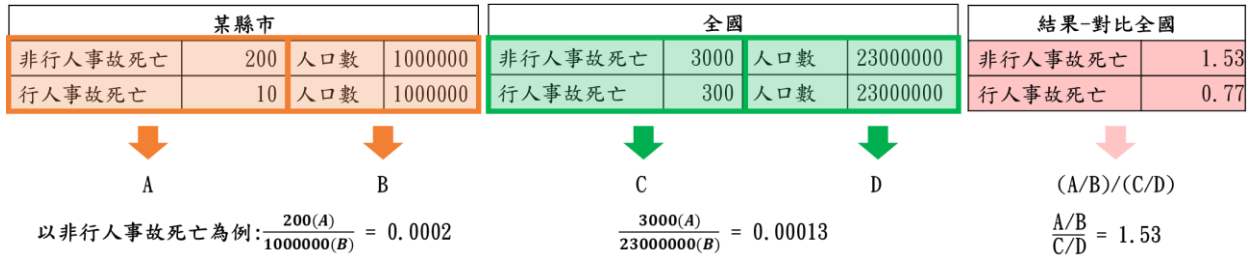 某縣市
非行人事故死亡 200 人口數 1000000
行人事故死亡 10 人口數 1000000
全國
非行人事故死亡 3000 人口數 23000000
行人事故死亡 300 人口數 23000000
結果-對比全國
非行人事故死亡 1.53
行人事故死亡 0.77
A B C D (A/B)/(C/D)
以非行人事故死亡為例:200(A)/1000000(B) = 0.0002
3000(A)/23000000(B) = 0.00013
A/B/C/D = 1.53